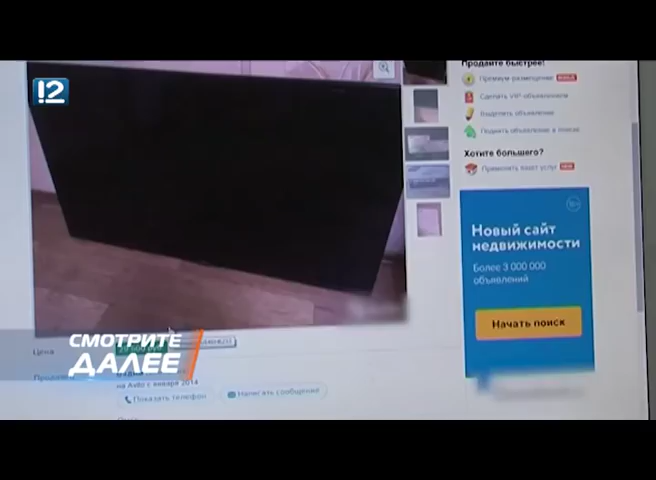 12
Продайте быстрее!
Премиум-размещение
Сделать VIP-объявлением
Выделить объявление
Поднять объявление в поиске
Хотите большего?
Применить пакет услуг
Новый сайт
недвижимости
Более 3 000 000
объявлений
Начать поиск
Цена
СМОТРИТЕ
ДАЛЕЕ
на Avito с января 2014
Показать телефон
Написать сообщение